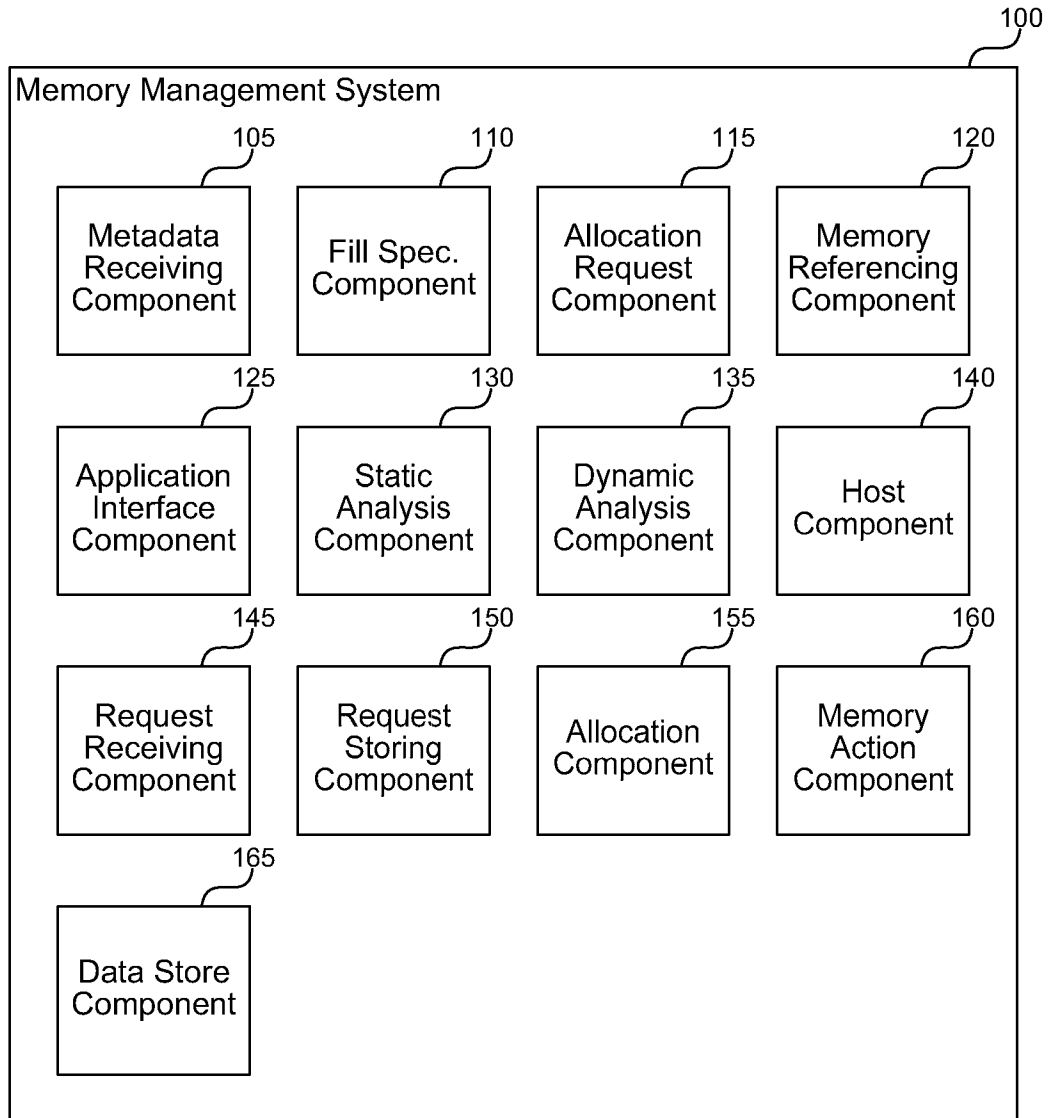 100
Memory Management System
105
Metadata
Receiving
Component
110
Fill Spec.
Component
115
Allocation
Request
Component
120
Memory
Referencing
Component
125
Application
Interface
Component
130
Static
Analysis
Component
135
Dynamic
Analysis
Component
140
Host
Component
145
Request
Receiving
Component
150
Request
Storing
Component
155
Allocation
Component
160
Memory
Action
Component
165
Data Store
Component